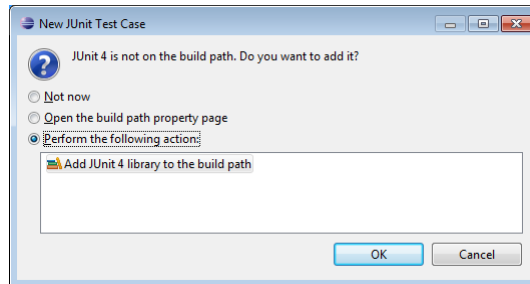 New JUnit Test Case
JUnit 4 is not on the build path. Do you want to add it?
Not now
Open the build path property page
Perform the following action:
Add JUnit 4 library to the build path
OK
Cancel